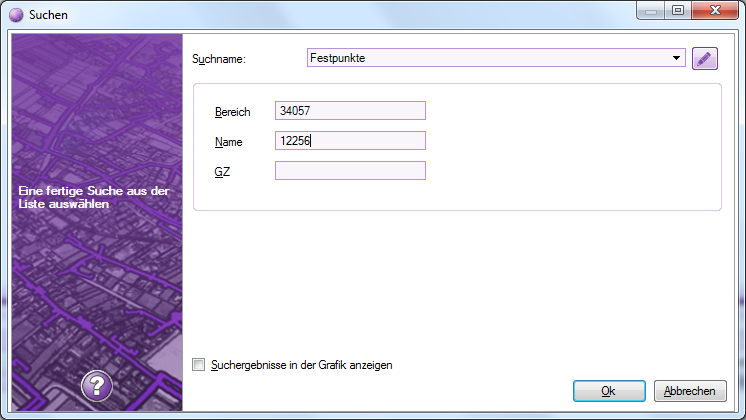 Suchen
Suchname:
Festpunkte
Bereich
34057
Name
12256
GZ
Eine fertige Suche aus der
Liste auswählen
Suchergebnisse in der Grafik anzeigen
?
Ok
Abbrechen